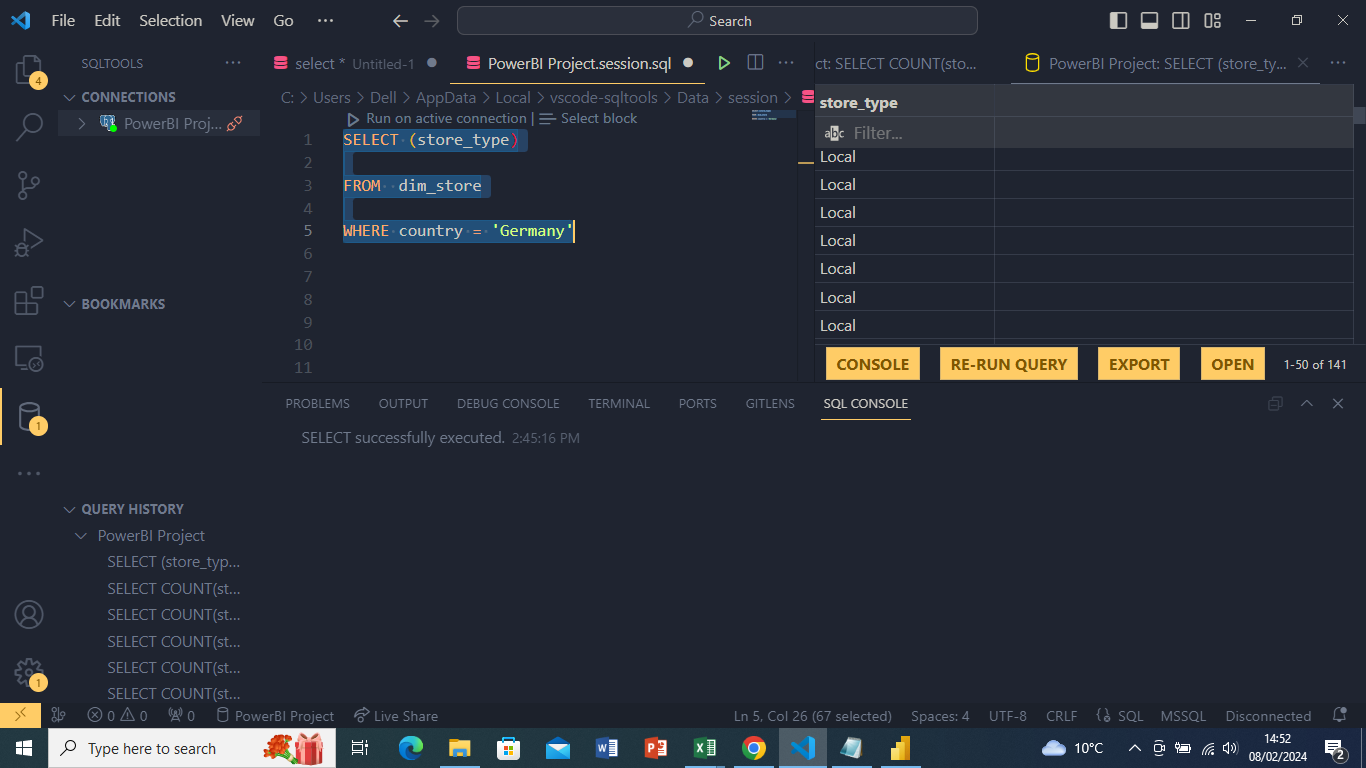 File Edit Selection View Go ··· Search
SQLTOOLS ···
select * Untitled-1 PowerBI Project.session.sql ··· ct: SELECT COUNT(sto... PowerBI Project: SELECT (store_ty... ···
4
CONNECTIONS
PowerBI Proj...
C: > Users > Dell > AppData > Local > vscode-sqltools > Data > session >
Run on active connection | Select block
1 SELECT (store_type)
2
3 FROM  dim_store
4
5 WHERE country = 'Germany'
6
7
8
9
10
11
store_type
abc Filter...
Local
Local
Local
Local
Local
Local
Local
CONSOLE RE-RUN QUERY EXPORT OPEN 1-50 of 141
BOOKMARKS
1
PROBLEMS OUTPUT DEBUG CONSOLE TERMINAL PORTS GITLENS SQL CONSOLE
SELECT successfully executed. 2:45:16 PM
QUERY HISTORY
PowerBI Project
SELECT (store_typ...
SELECT COUNT(st...
SELECT COUNT(st...
SELECT COUNT(st...
SELECT COUNT(st...
SELECT COUNT(st...
1
0 0 0 PowerBI Project Live Share Ln 5, Col 26 (67 selected) Spaces: 4 UTF-8 CRLF SQL MSSQL Disconnected
Type here to search 10°C 14:52
08/02/2024
2